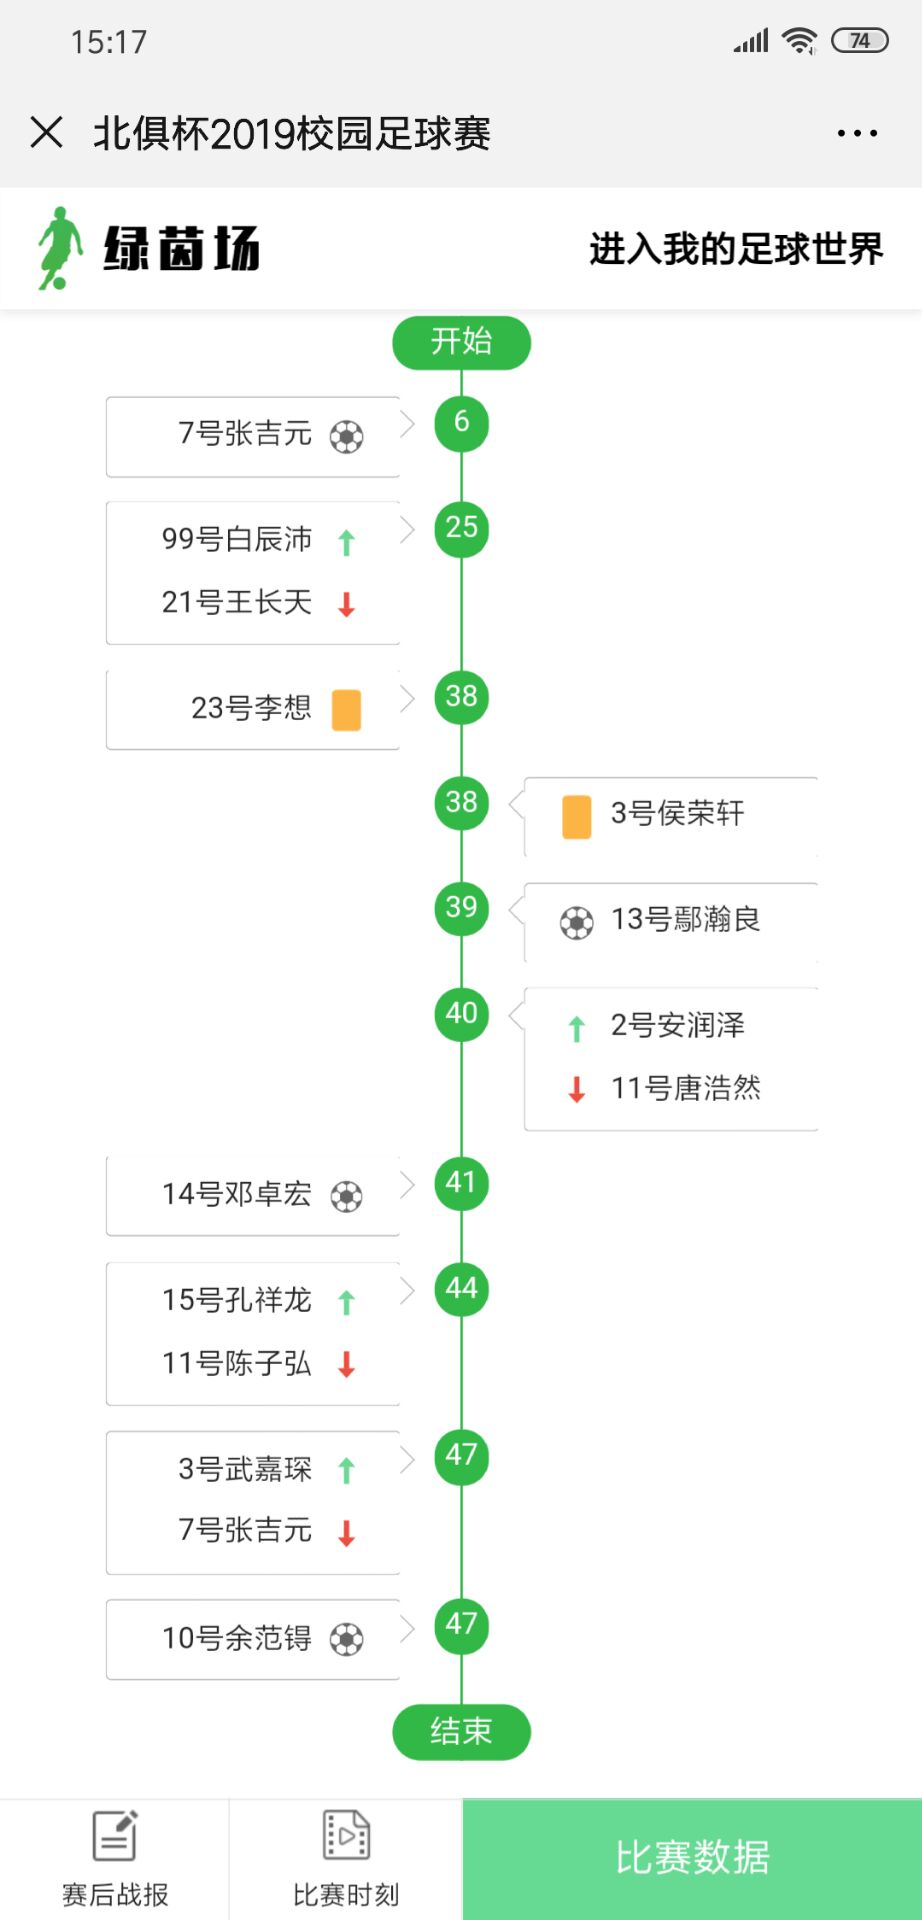 15:17
74
北俱杯2019校园足球赛
绿茵场
进入我的足球世界
开始
7号张吉元
6
99号白辰沛
25
21号王长天
23号李想
38
38
3号侯荣轩
39
13号鄢瀚良
40
2号安润泽
11号唐浩然
14号邓卓宏
41
15号孔祥龙
44
11号陈子弘
3号武嘉琛
47
7号张吉元
10号余范锝
47
结束
赛后战报
比赛时刻
比赛数据